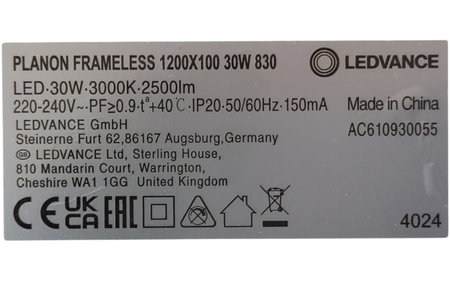 PLANON FRAMELESS 1200X100 30W 830
LEDVANCE
LED·30W·3000K·2500lm
220-240V~·PF≥0.9·tª+40℃·IP20·50/60Hz·150mA
Made in China
LEDVANCE GmbH
AC610930055
Steinerne Furt 62,86167 Augsburg,Germany
GB LEDVANCE Ltd, Sterling House,
810 Mandarin Court, Warrington,
Cheshire WA1 1GG United Kingdom
CE UK CA EAC
4024